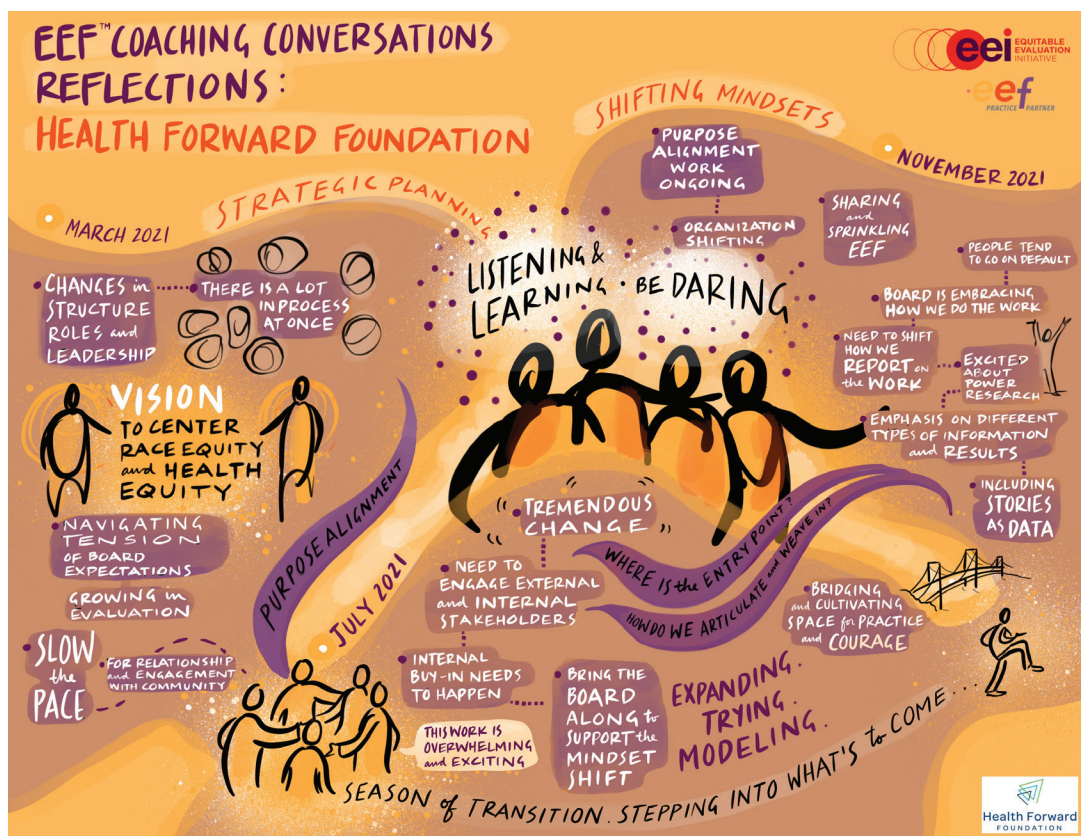 EEF™ COACHING CONVERSATIONS
REFLECTIONS:
HEALTH FORWARD FOUNDATION
eei EQUITABLE
EVALUATION
INITIATIVE
eef
PRACTICE PARTNER
MARCH 2021
STRATEGIC PLANNING
CHANGES in
STRUCTURE
ROLES and
LEADERSHIP
THERE IS A LOT
IN PROCESS
AT ONCE
VISION
TO CENTER
RACE EQUITY
and HEALTH
EQUITY
NAVIGATING
TENSION
OF BOARD
EXPECTATIONS
GROWING in
EVALUATION
SLOW
the
PACE
FOR RELATIONSHIP
and ENGAGEMENT
WITH COMMUNITY
PURPOSE ALIGNMENT
JULY 2021
LISTENING &
LEARNING · BE DARING
TREMENDOUS
CHANGE
NEED TO
ENGAGE EXTERNAL
and INTERNAL
STAKEHOLDERS
INTERNAL
BUY-IN NEEDS
TO HAPPEN
THIS WORK IS
OVERWHELMING
and EXCITING
BRING THE
BOARD
ALONG to
SUPPORT the
MINDSET
SHIFT
WHERE IS the ENTRY POINT?
HOW DO WE ARTICULATE and WEAVE IN?
EXPANDING.
TRYING.
MODELING.
SHIFTING MINDSETS
NOVEMBER 2021
PURPOSE
ALIGNMENT
WORK
ONGOING
ORGANIZATION
SHIFTING
SHARING
and
SPRINKLING
EEF
PEOPLE TEND
TO GO ON DEFAULT
BOARD IS EMBRACING
HOW WE DO THE WORK
NEED TO SHIFT
HOW WE
REPORT on
the WORK
EXCITED
ABOUT
POWER
RESEARCH
EMPHASIS ON DIFFERENT
TYPES OF INFORMATION
and RESULTS
INCLUDING
STORIES
AS DATA
BRIDGING
and CULTIVATING
SPACE for PRACTICE
and COURAGE
SEASON of TRANSITION. STEPPING INTO WHAT'S to COME...
Health Forward
FOUNDATION